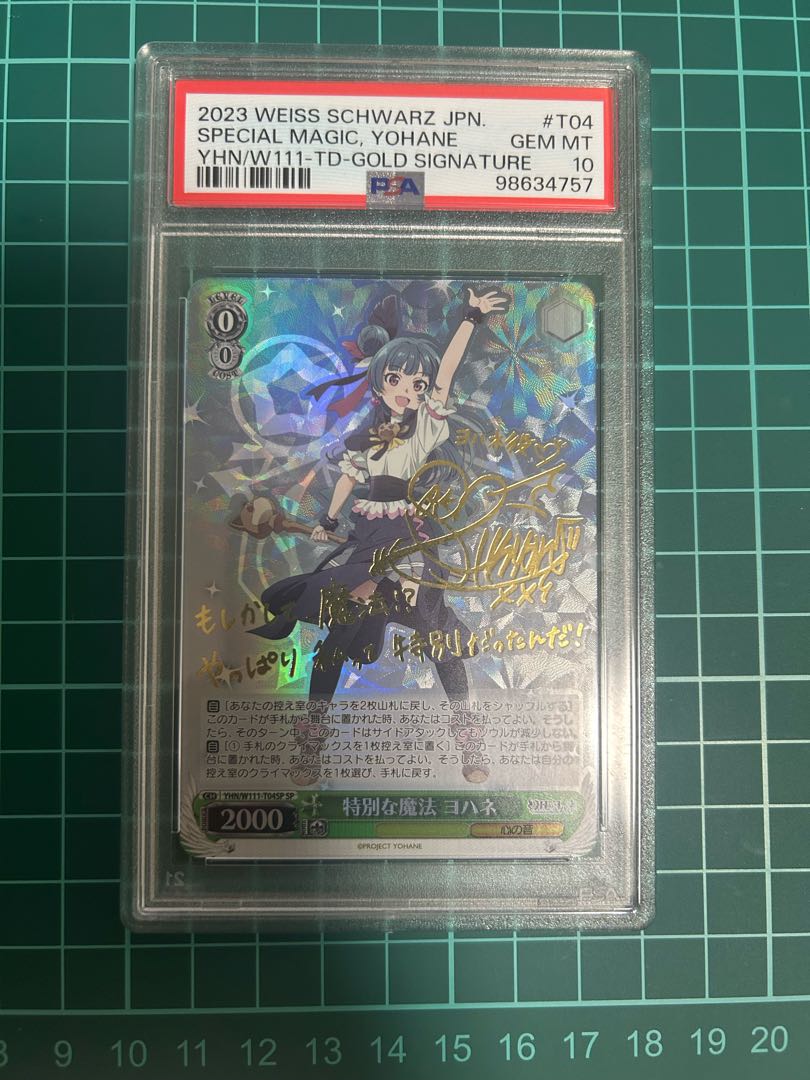 2023 WEISS SCHWARZ JPN. #T04
SPECIAL MAGIC, YOHANE GEM MT
YHN/W111-TD-GOLD SIGNATURE 10
PSA 98634757
LEVEL
0
0
COST
もしかして 魔法!?
やっぱり 私は 特別だったんだ!
自【あなたの控え室のキャラを2枚山札に戻し、その山札をシャッフルする】
このカードが手札から舞台に置かれた時、あなたはコストを払ってよい。そうし
たら、そのターン中、このカードはサイドアタックしてもソウルが減少しない。
自【① 手札のクライマックスを1枚控え室に置く】このカードが手札から舞
台に置かれた時、あなたはコストを払ってよい。そうしたら、あなたは自分の
控え室のクライマックスを1枚選び、手札に戻す。
CH YHN/W111-T04SP SP
特別な魔法 ヨハネ
2000 1
心の音
©PROJECT YOHANE
21
PSA
8 9 10 11 12 13 14 15 16 17 18 19 20